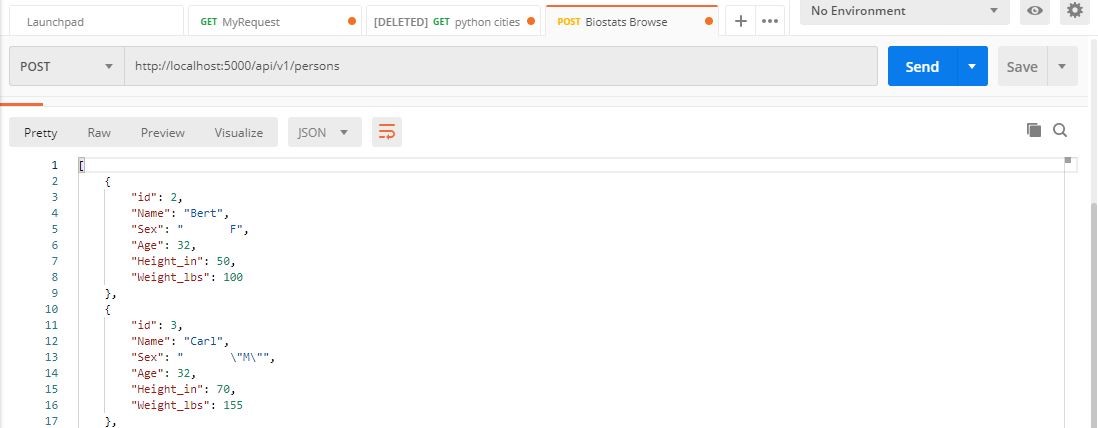 Launchpad
GET MyRequest
[DELETED] GET python cities
POST Biostats Browse
+
•••
No Environment
POST
http://localhost:5000/api/v1/persons
Send
Save
Pretty
Raw
Preview
Visualize
JSON
1 [
2     {
3         "id": 2,
4         "Name": "Bert",
5         "Sex": "       F",
6         "Age": 32,
7         "Height_in": 50,
8         "Weight_lbs": 100
9     },
10     {
11         "id": 3,
12         "Name": "Carl",
13         "Sex": "       \"M\"",
14         "Age": 32,
15         "Height_in": 70,
16         "Weight_lbs": 155
17     },